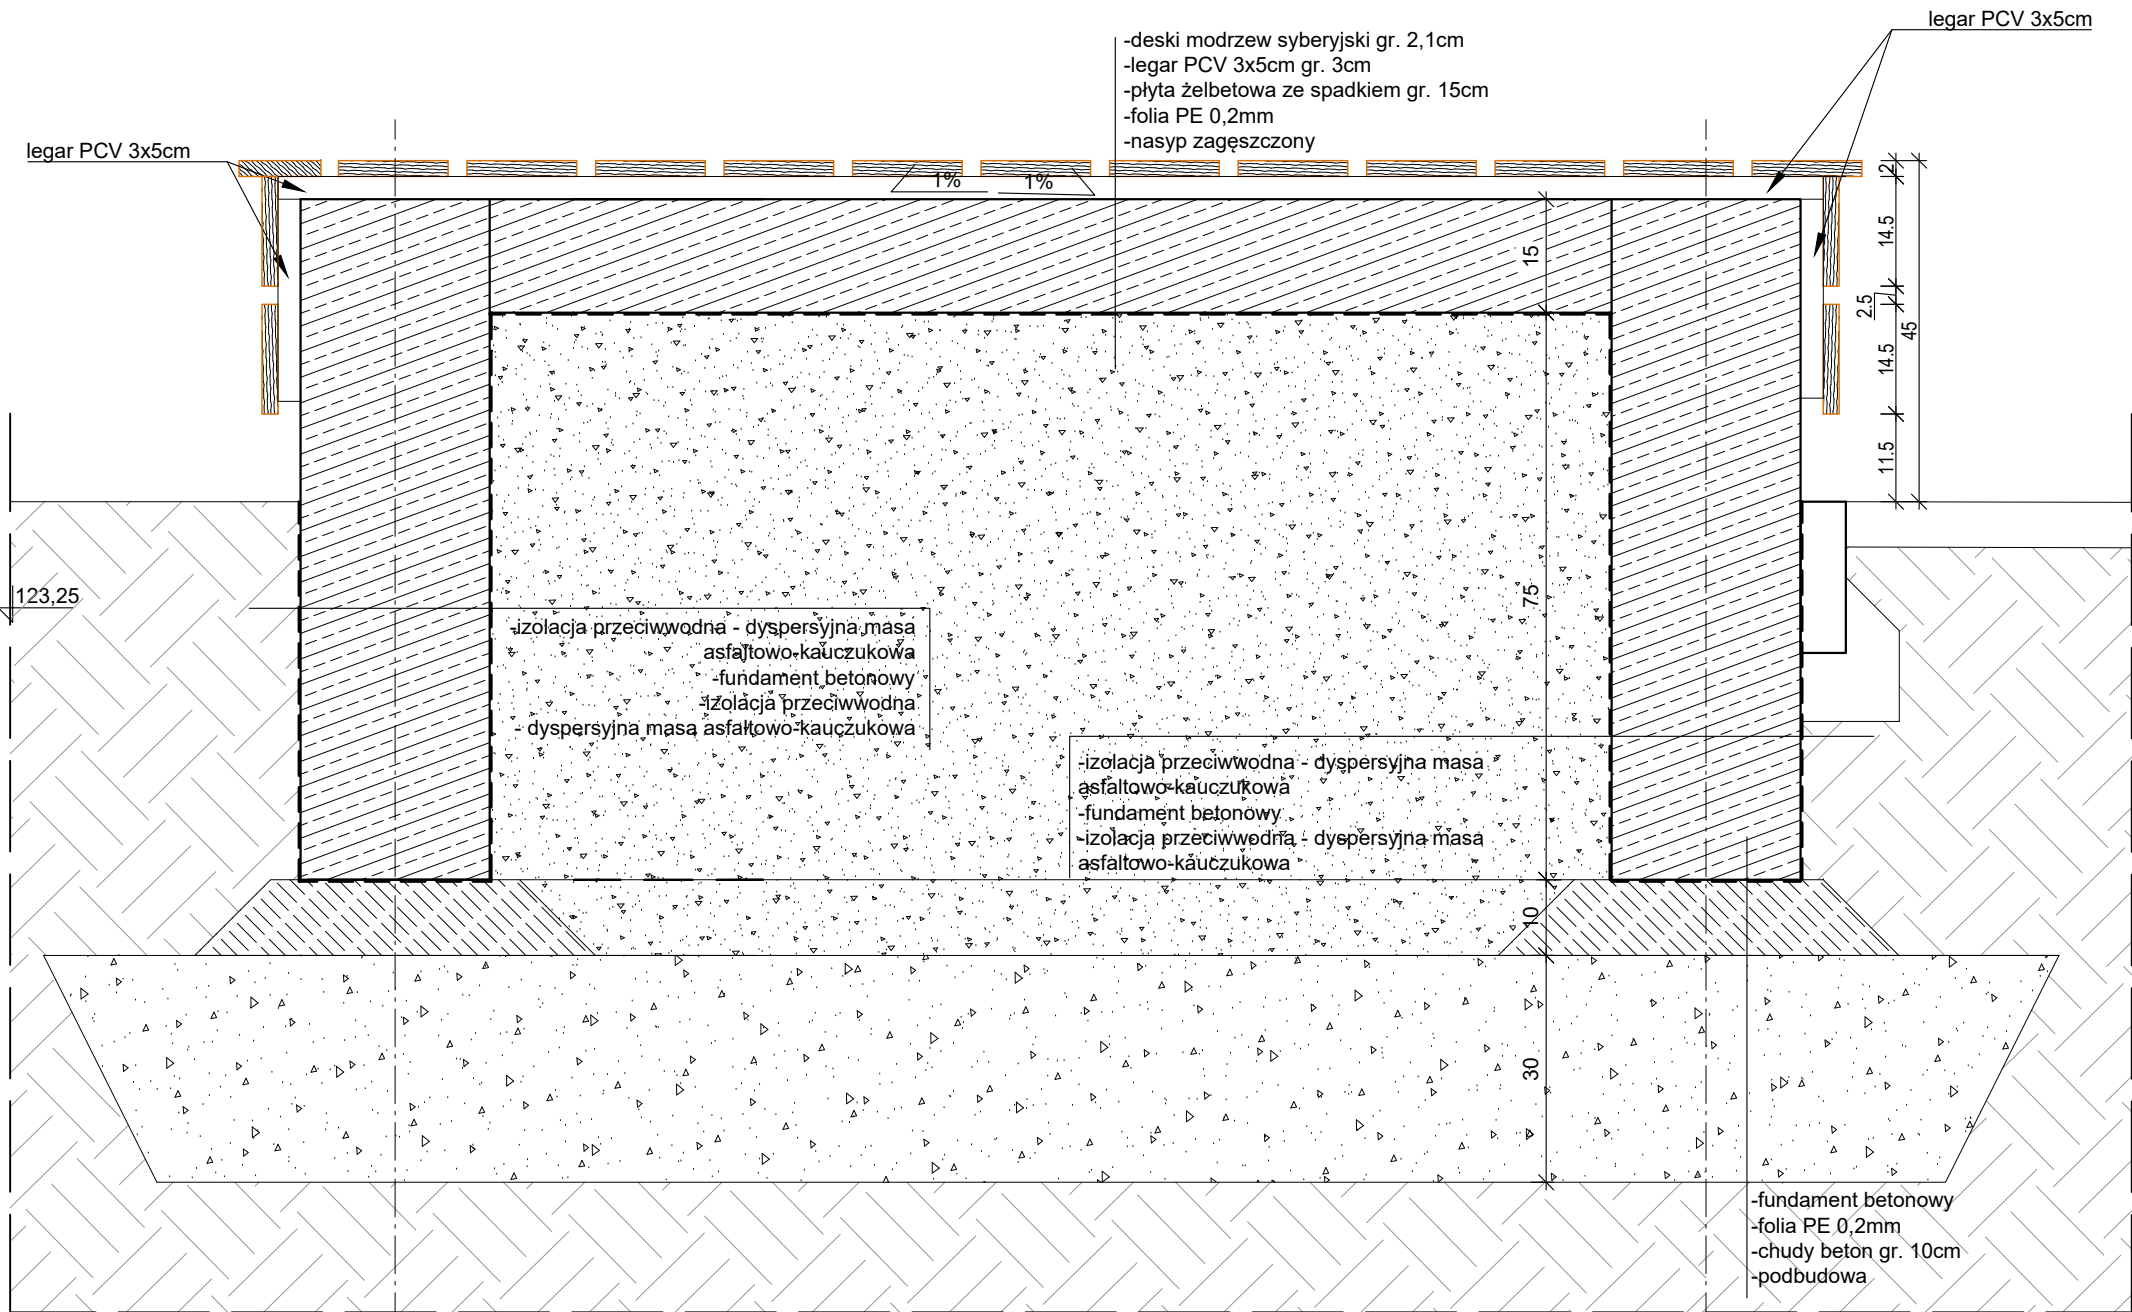 legar PCV 3x5cm
-deski modrzew syberyjski gr. 2,1cm
-legar PCV 3x5cm gr. 3cm
-płyta żelbetowa ze spadkiem gr. 15cm
-folia PE 0,2mm
-nasyp zagęszczony
legar PCV 3x5cm
1%
1%
2
14.5
2.5
14.5
11.5
45
15
75
10
30
123,25
-izolacja przeciwwodna - dyspersyjna masa
asfaltowo-kauczukowa
-fundament betonowy
-izolacja przeciwwodna
- dyspersyjna masa asfaltowo-kauczukowa
-izolacja przeciwwodna - dyspersyjna masa
asfaltowo-kauczukowa
-fundament betonowy
-izolacja przeciwwodna - dyspersyjna masa
asfaltowo-kauczukowa
-fundament betonowy
-folia PE 0,2mm
-chudy beton gr. 10cm
-podbudowa